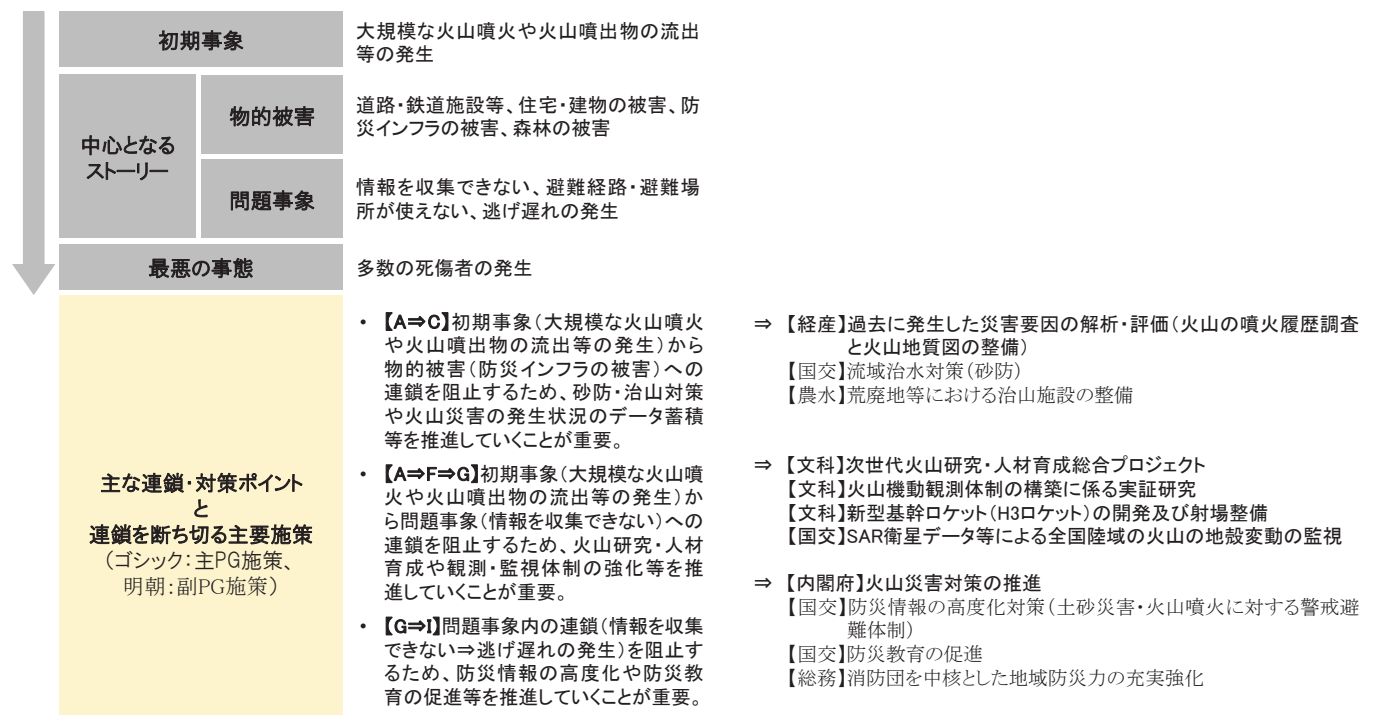 初期事象
大規模な火山噴火や火山噴出物の流出
等の発生
中心となる
ストーリー
物的被害
道路・鉄道施設等、住宅・建物の被害、防
災インフラの被害、森林の被害
問題事象
情報を収集できない、避難経路・避難場
所が使えない、逃げ遅れの発生
最悪の事態
多数の死傷者の発生
主な連鎖・対策ポイント
と
連鎖を断ち切る主要施策
（ゴシック：主PG施策、
明朝：副PG施策）
・ 【A⇒C】初期事象（大規模な火山噴火
や火山噴出物の流出等の発生）から
物的被害（防災インフラの被害）への
連鎖を阻止するため、砂防・治山対策
や火山災害の発生状況のデータ蓄積
等を推進していくことが重要。
⇒ 【経産】過去に発生した災害要因の解析・評価（火山の噴火履歴調査
と火山地質図の整備）
【国交】流域治水対策（砂防）
【農水】荒廃地等における治山施設の整備
・ 【A⇒F⇒G】初期事象（大規模な火山噴
火や火山噴出物の流出等の発生）か
ら問題事象（情報を収集できない）への
連鎖を阻止するため、火山研究・人材
育成や観測・監視体制の強化等を推
進していくことが重要。
⇒ 【文科】次世代火山研究・人材育成総合プロジェクト
【文科】火山機動観測体制の構築に係る実証研究
【文科】新型基幹ロケット（H3ロケット）の開発及び射場整備
【国交】SAR衛星データ等による全国陸域の火山の地殻変動の監視
・ 【G⇒I】問題事象内の連鎖（情報を収集
できない⇒逃げ遅れの発生）を阻止す
るため、防災情報の高度化や防災教
育の促進等を推進していくことが重要。
⇒ 【内閣府】火山災害対策の推進
【国交】防災情報の高度化対策（土砂災害・火山噴火に対する警戒避
難体制）
【国交】防災教育の促進
【総務】消防団を中核とした地域防災力の充実強化